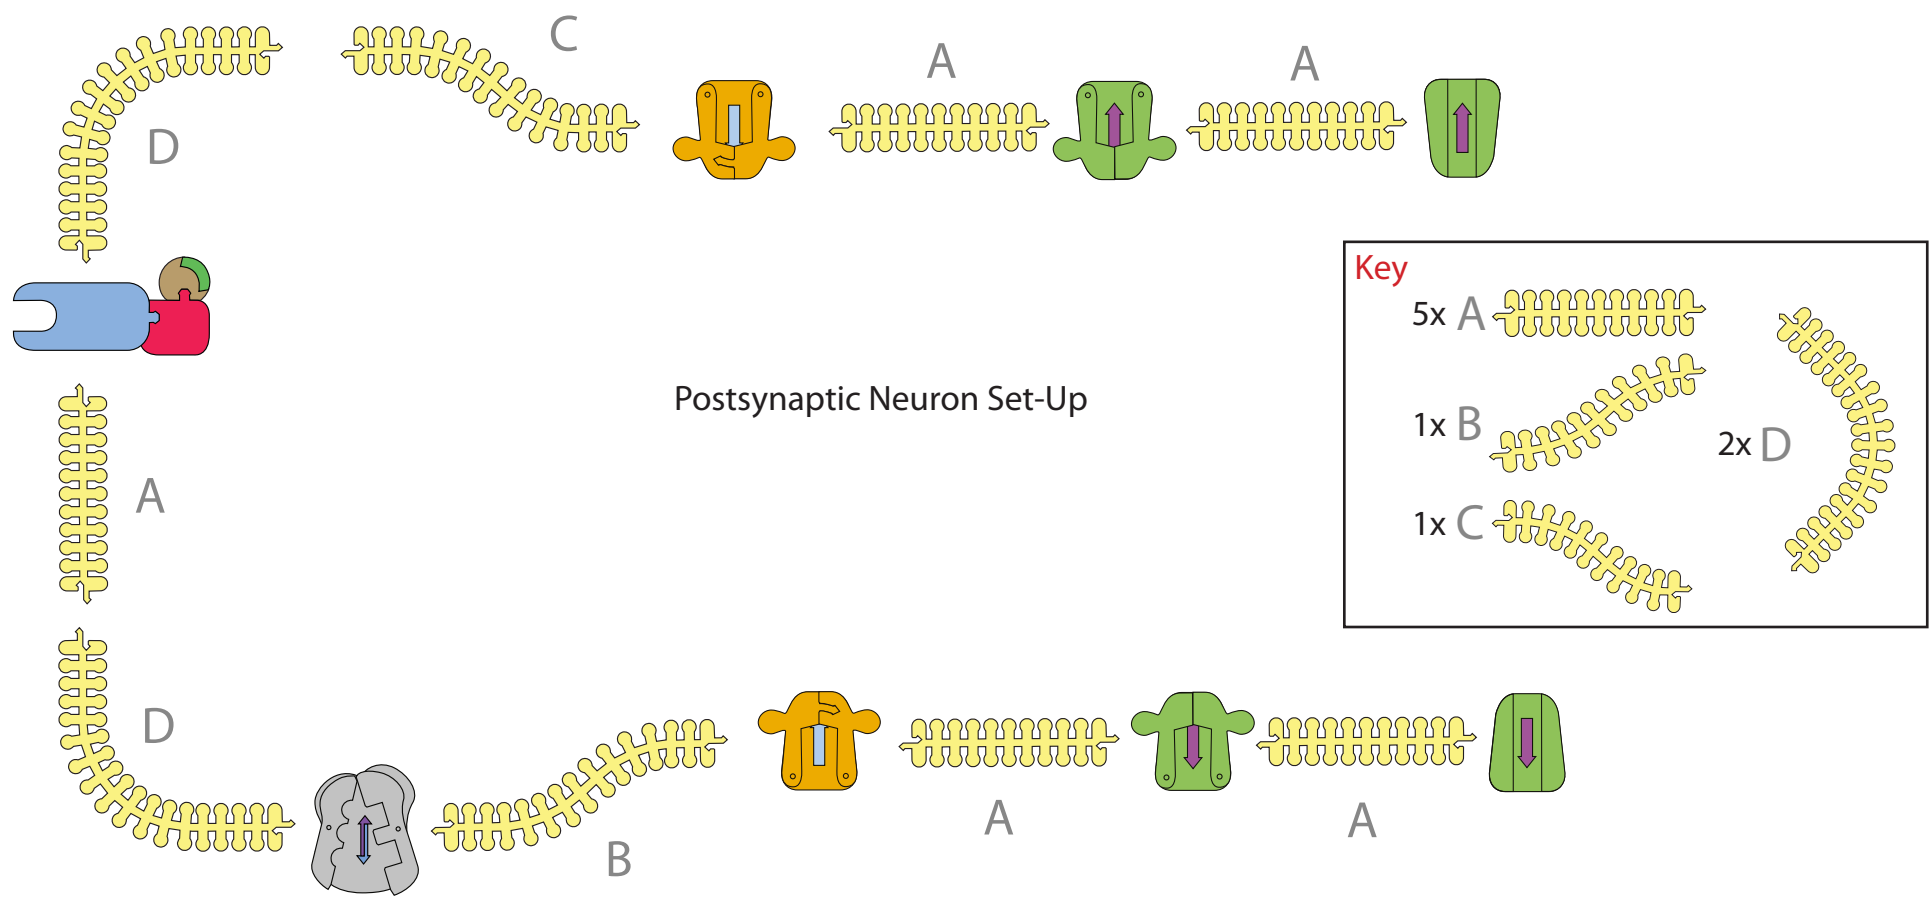 C
A
A
D
Key
5x A
1x B
2x D
1x C
Postsynaptic Neuron Set-Up
A
D
B
A
A